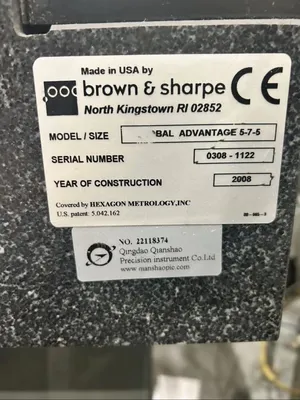 Made in USA by
brown & sharpe CE
North Kingstown RI 02852
MODEL / SIZE BAL ADVANTAGE 5-7-5
SERIAL NUMBER 0308 - 1122
YEAR OF CONSTRUCTION 2008
Covered by HEXAGON METROLOGY,INC
U.S. patent: 5.042.162
NO. 22118374
Qingdao Qianshao
Precision instrument Co.Ltd
www.manshaopic.com